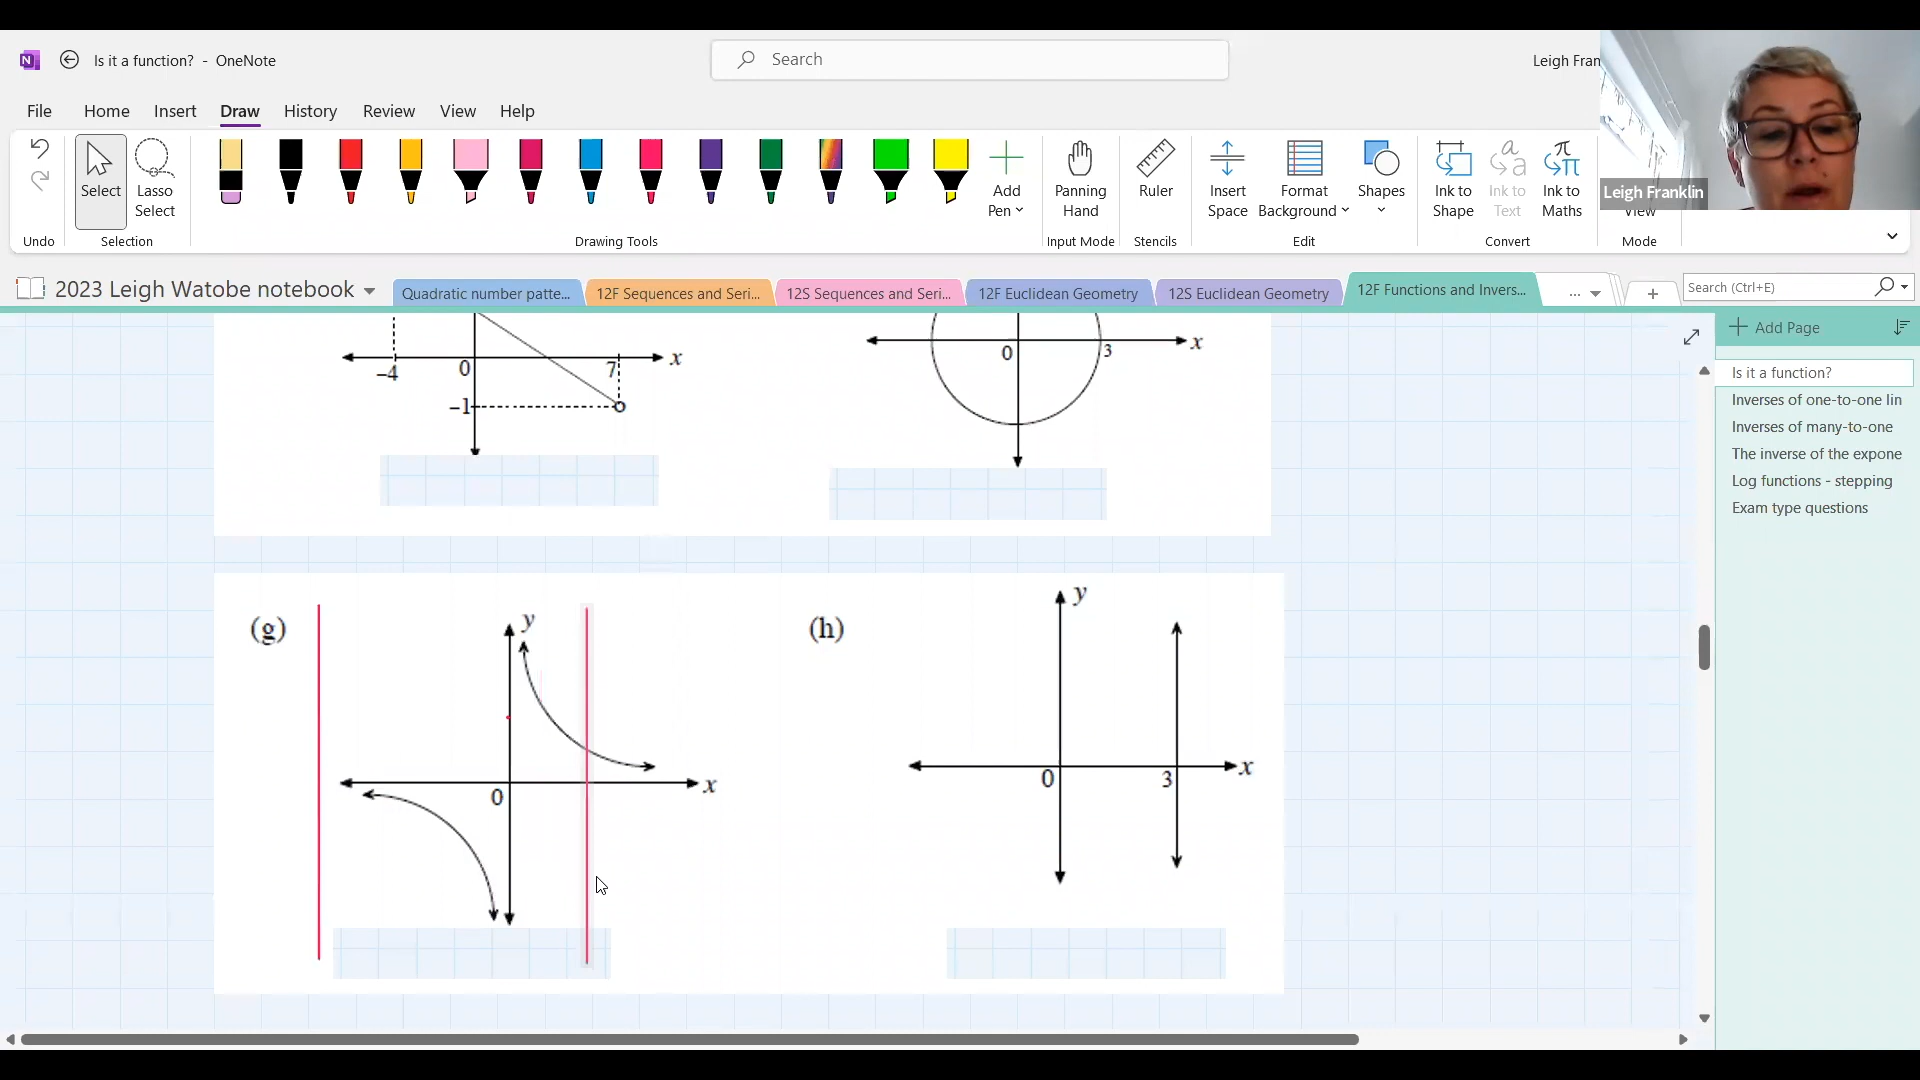 Is it a function? - OneNote
Search
Leigh Fran
File Home Insert Draw History Review View Help
Select
Lasso Select
Add Pen
Panning Hand
Ruler
Insert Space
Format Background
Shapes
Ink to Shape
Ink to Text
Ink to Maths
Leigh Franklin
View
Undo
Selection
Drawing Tools
Input Mode
Stencils
Edit
Convert
Mode
2023 Leigh Watobe notebook
Quadratic number patte...
12F Sequences and Seri...
12S Sequences and Seri...
12F Euclidean Geometry
12S Euclidean Geometry
12F Functions and Invers...
...
Search (Ctrl+E)
Add Page
Is it a function?
Inverses of one-to-one lin
Inverses of many-to-one
The inverse of the expone
Log functions - stepping
Exam type questions
−4 0 7 x
−1
0 3 x
(g)
y
0 x
(h)
y
0 3 x